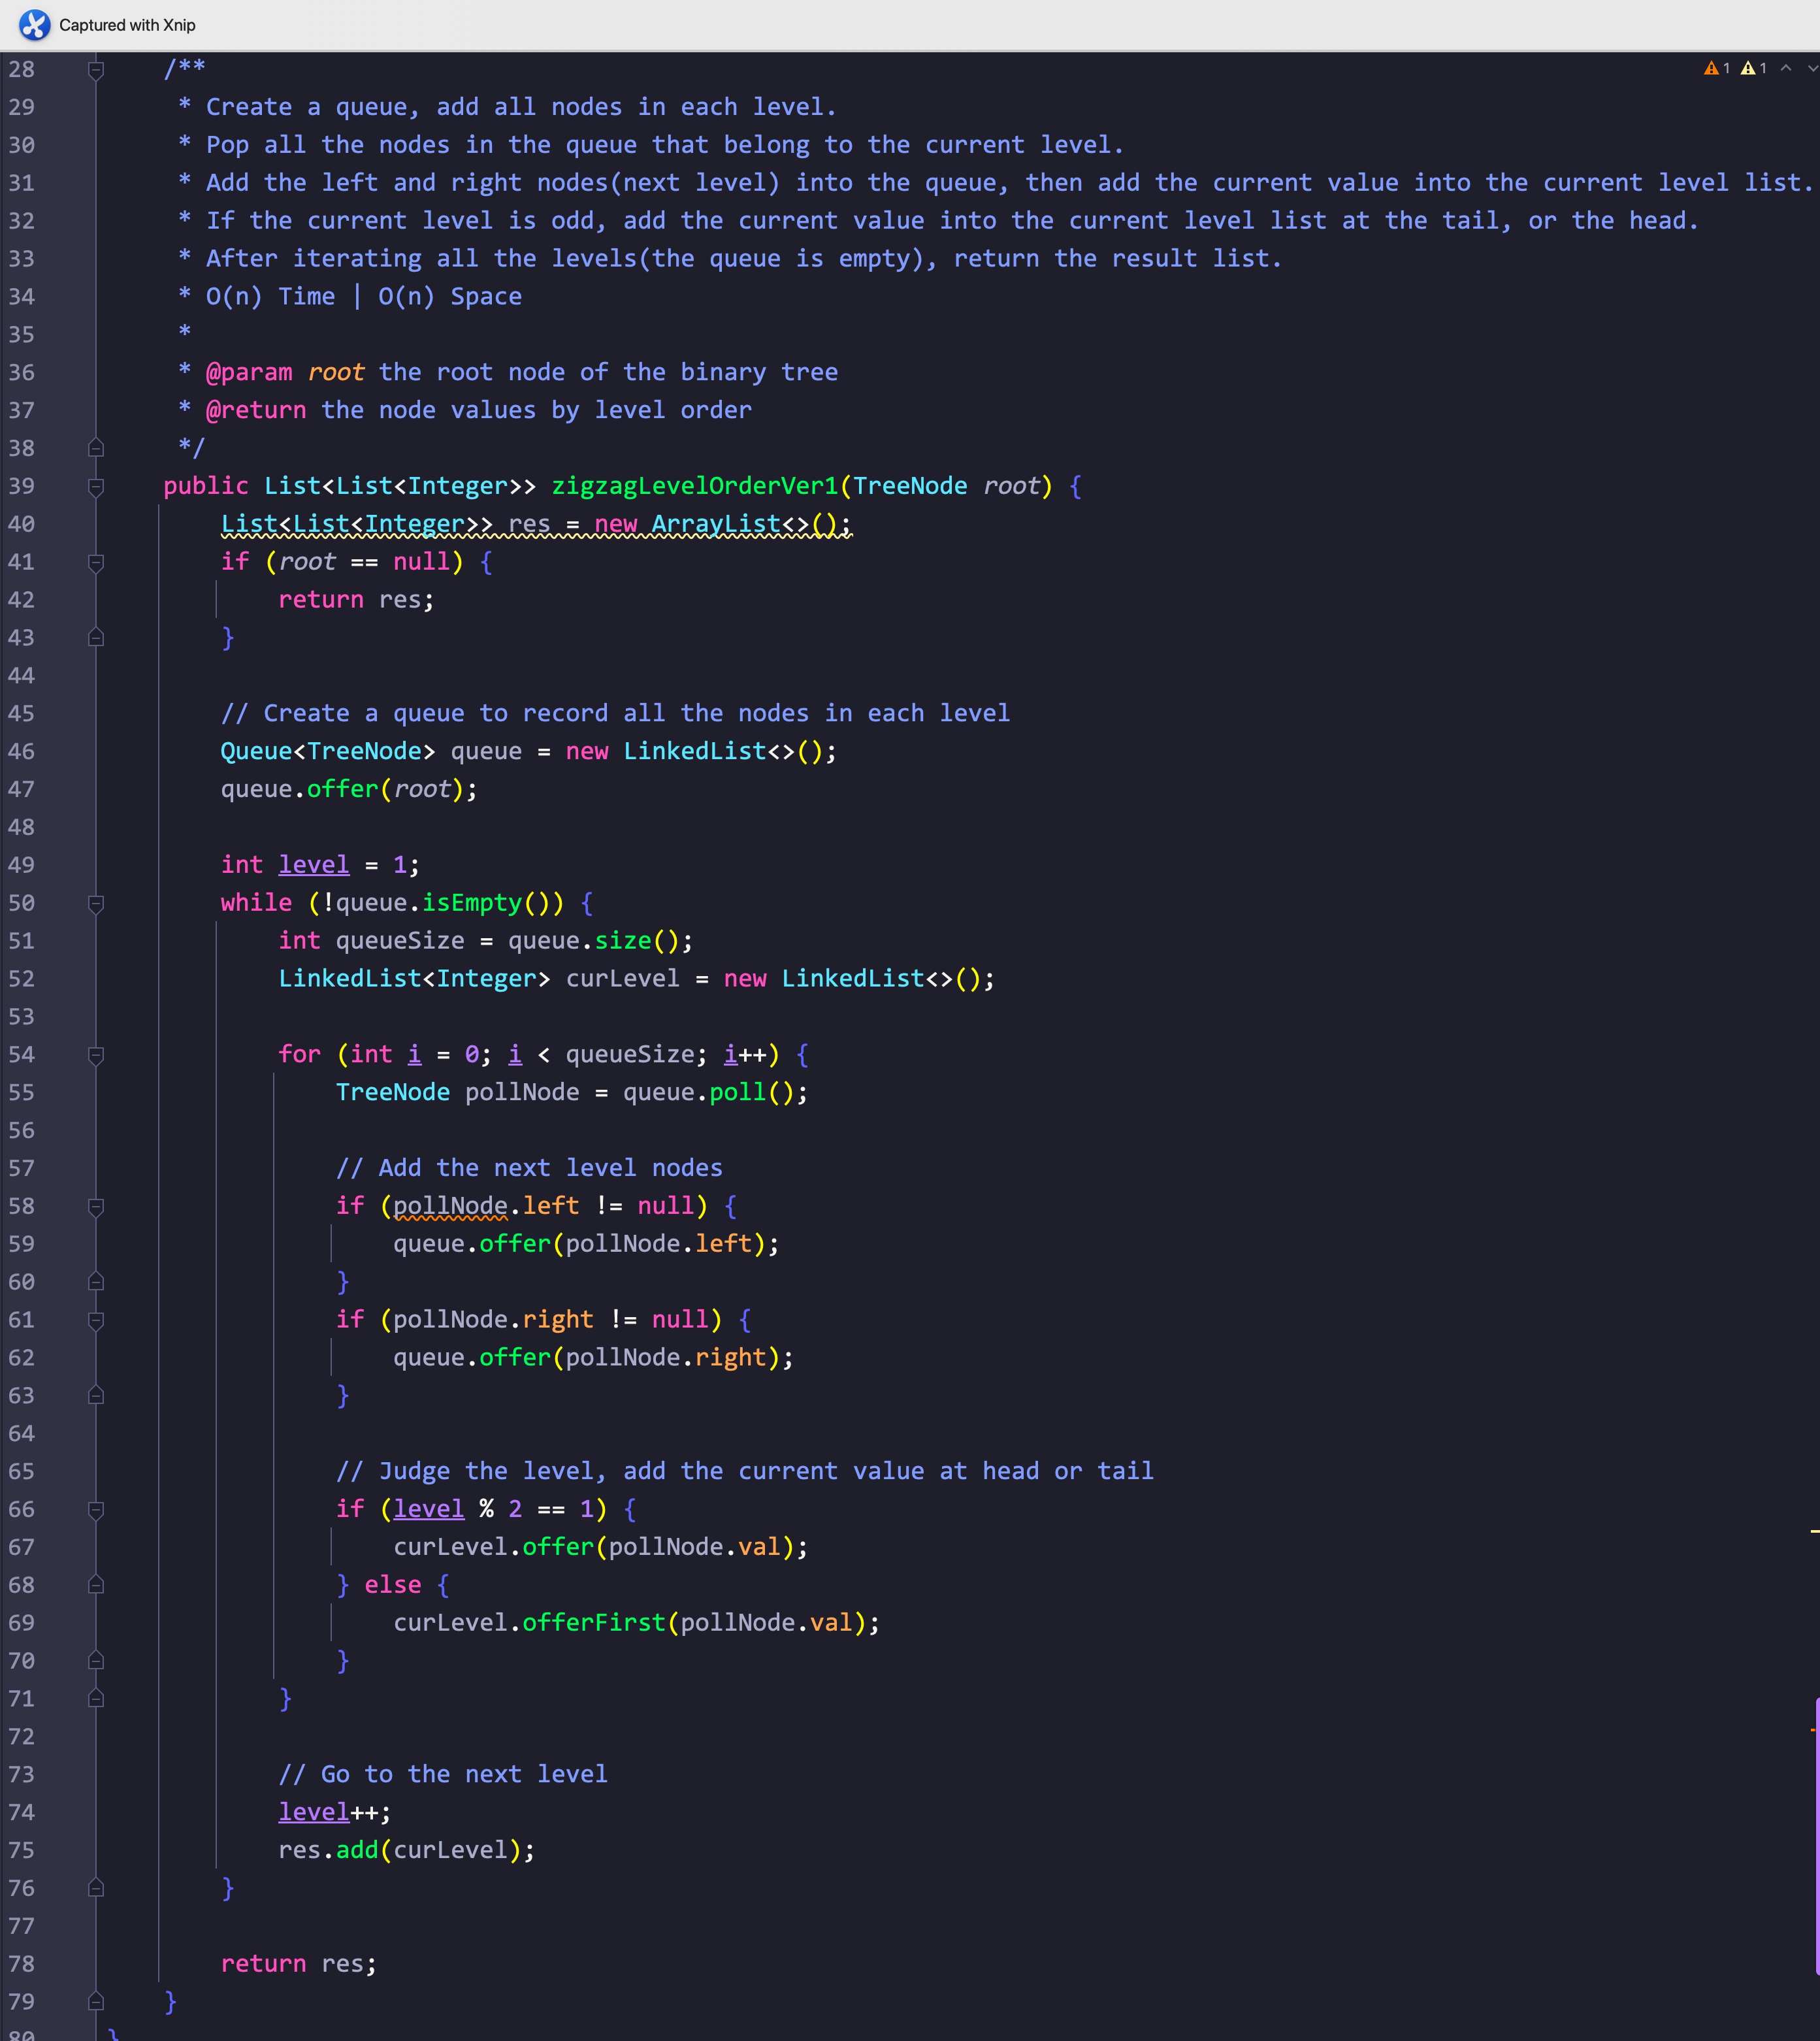 Captured with Xnip
1 1
28 /**
29 * Create a queue, add all nodes in each level.
30 * Pop all the nodes in the queue that belong to the current level.
31 * Add the left and right nodes(next level) into the queue, then add the current value into the current level list.
32 * If the current level is odd, add the current value into the current level list at the tail, or the head.
33 * After iterating all the levels(the queue is empty), return the result list.
34 * O(n) Time | O(n) Space
35 *
36 * @param root the root node of the binary tree
37 * @return the node values by level order
38 */
39 public List<List<Integer>> zigzagLevelOrderVer1(TreeNode root) {
40 List<List<Integer>> res = new ArrayList<>();
41 if (root == null) {
42 return res;
43 }
44
45 // Create a queue to record all the nodes in each level
46 Queue<TreeNode> queue = new LinkedList<>();
47 queue.offer(root);
48
49 int level = 1;
50 while (!queue.isEmpty()) {
51 int queueSize = queue.size();
52 LinkedList<Integer> curLevel = new LinkedList<>();
53
54 for (int i = 0; i < queueSize; i++) {
55 TreeNode pollNode = queue.poll();
56
57 // Add the next level nodes
58 if (pollNode.left != null) {
59 queue.offer(pollNode.left);
60 }
61 if (pollNode.right != null) {
62 queue.offer(pollNode.right);
63 }
64
65 // Judge the level, add the current value at head or tail
66 if (level % 2 == 1) {
67 curLevel.offer(pollNode.val);
68 } else {
69 curLevel.offerFirst(pollNode.val);
70 }
71 }
72
73 // Go to the next level
74 level++;
75 res.add(curLevel);
76 }
77
78 return res;
79 }
80 }